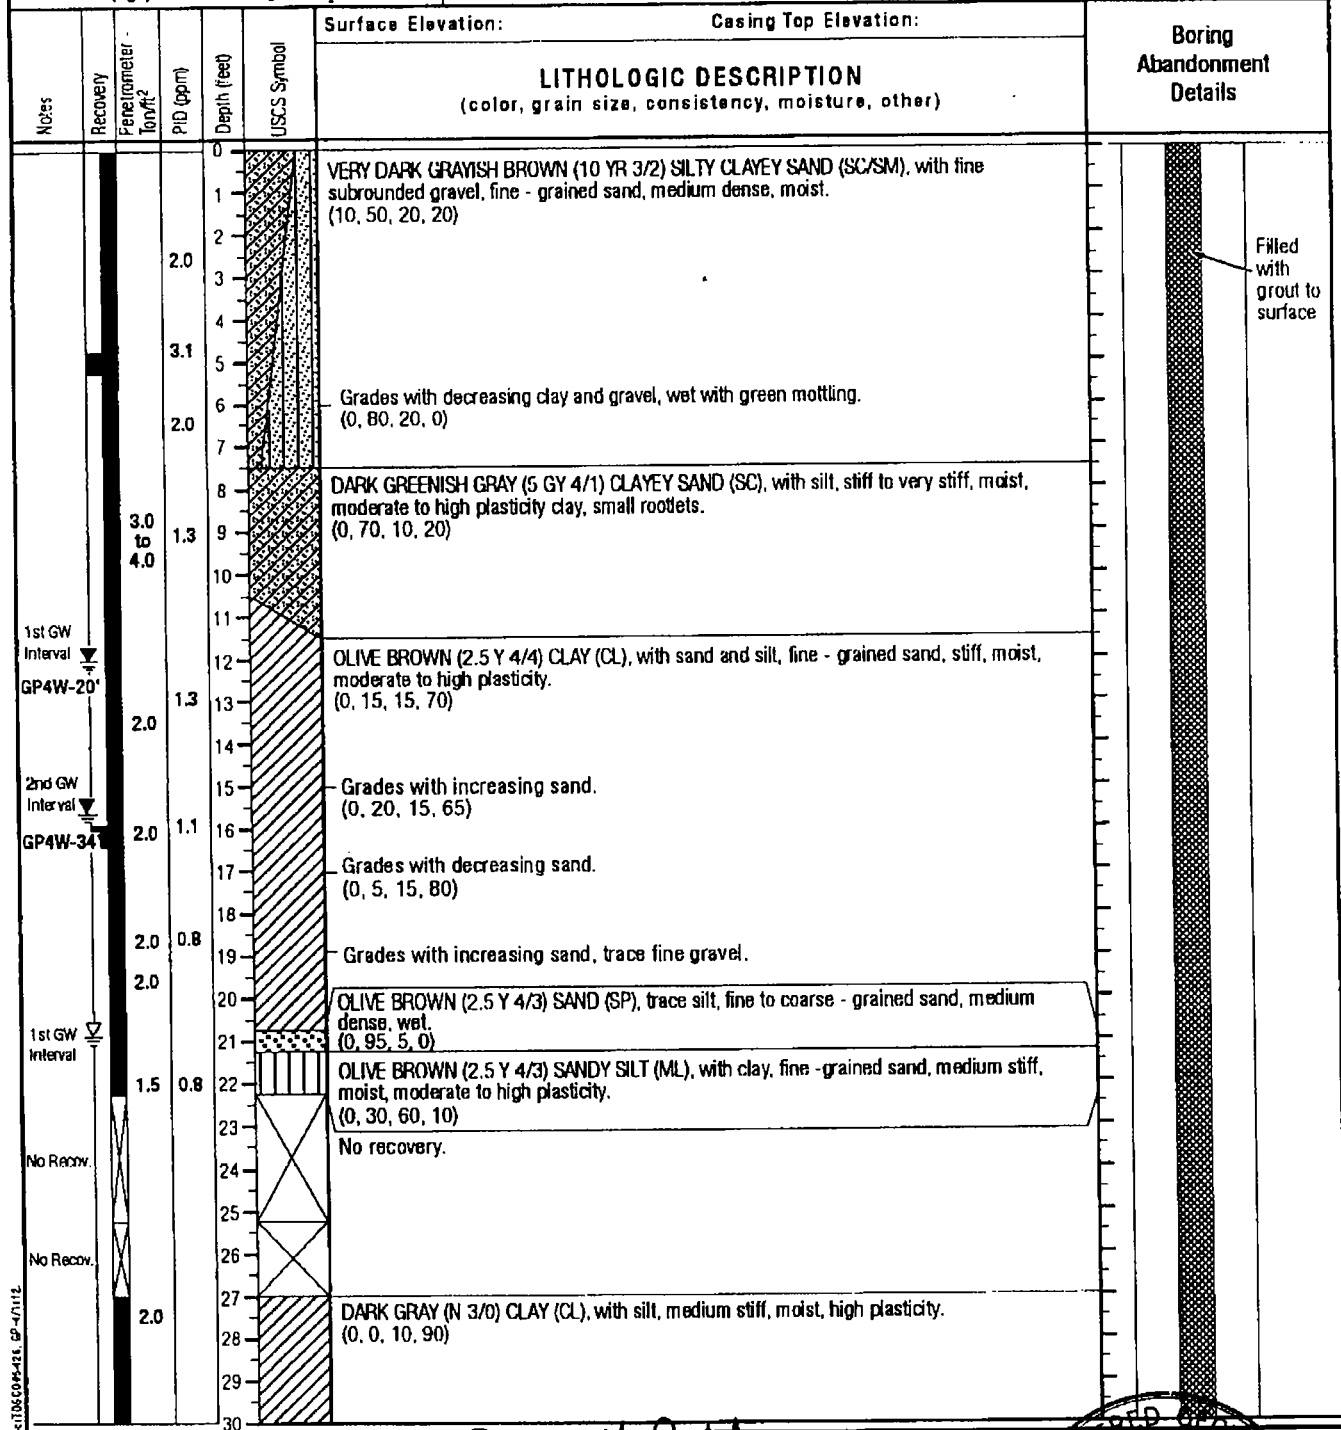 Surface Elevation: Casing Top Elevation:
Notes
Recovery
Penetrometer - Ton/ft²
PID (ppm)
Depth (feet)
USCS Symbol
LITHOLOGIC DESCRIPTION
(color, grain size, consistency, moisture, other)
Boring
Abandonment
Details
0
VERY DARK GRAYISH BROWN (10 YR 3/2) SILTY CLAYEY SAND (SC/SM), with fine
subrounded gravel, fine - grained sand, medium dense, moist.
(10, 50, 20, 20)
1
2
2.0
3
4
3.1
5
Filled
with
grout to
surface
Grades with decreasing clay and gravel, wet with green mottling.
(0, 80, 20, 0)
6
2.0
7
8
DARK GREENISH GRAY (5 GY 4/1) CLAYEY SAND (SC), with silt, stiff to very stiff, moist,
moderate to high plasticity clay, small rootlets.
(0, 70, 10, 20)
3.0
to
4.0
1.3
9
10
11
1st GW
Interval
GP4W-20'
12
OLIVE BROWN (2.5 Y 4/4) CLAY (CL), with sand and silt, fine - grained sand, stiff, moist,
moderate to high plasticity.
(0, 15, 15, 70)
1.3
13
2.0
14
2nd GW
Interval
GP4W-34'
15
Grades with increasing sand.
(0, 20, 15, 65)
2.0
1.1
16
17
Grades with decreasing sand.
(0, 5, 15, 80)
18
2.0
0.8
19
Grades with increasing sand, trace fine gravel.
2.0
20
OLIVE BROWN (2.5 Y 4/3) SAND (SP), trace silt, fine to coarse - grained sand, medium
dense, wet.
(0, 95, 5, 0)
1st GW
Interval
21
OLIVE BROWN (2.5 Y 4/3) SANDY SILT (ML), with clay, fine -grained sand, medium stiff,
moist, moderate to high plasticity.
(0, 30, 60, 10)
1.5
0.8
22
23
No recovery.
No Recov.
24
25
No Recov.
26
27
DARK GRAY (N 3/0) CLAY (CL), with silt, medium stiff, moist, high plasticity.
(0, 0, 10, 90)
2.0
28
29
30